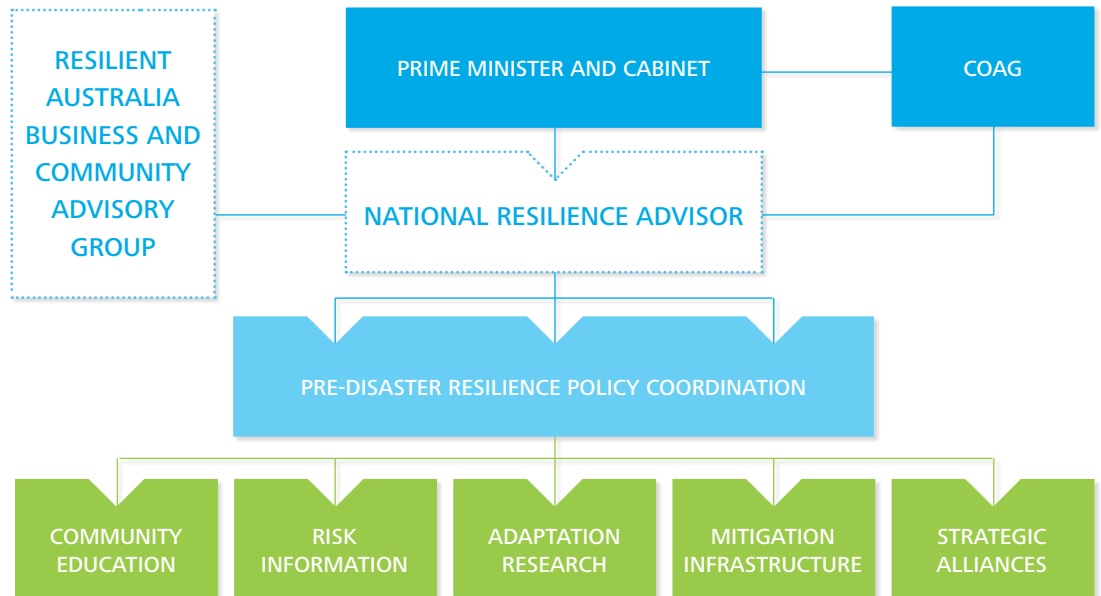 RESILIENT
AUSTRALIA
BUSINESS AND
COMMUNITY
ADVISORY
GROUP
PRIME MINISTER AND CABINET
COAG
NATIONAL RESILIENCE ADVISOR
PRE-DISASTER RESILIENCE POLICY COORDINATION
COMMUNITY
EDUCATION
RISK
INFORMATION
ADAPTATION
RESEARCH
MITIGATION
INFRASTRUCTURE
STRATEGIC
ALLIANCES